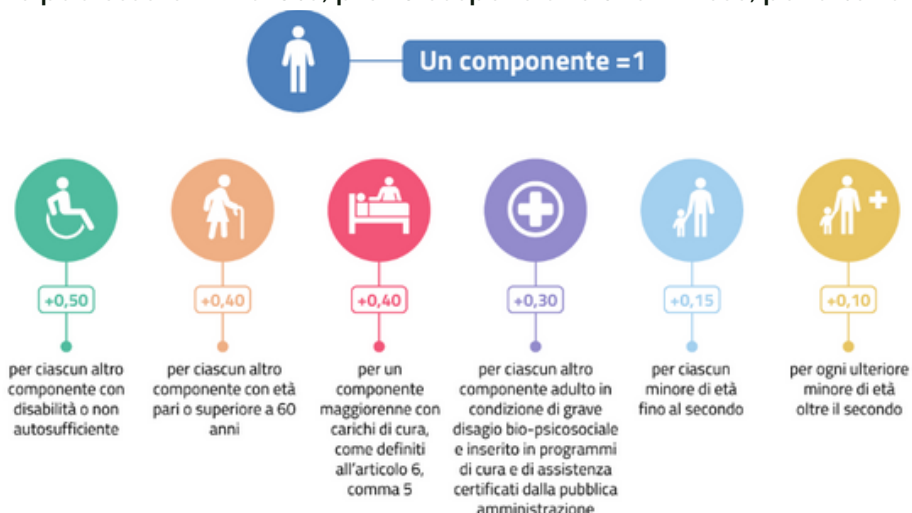 Un componente =1
+0,50
+0,40
+0,40
+0,30
+0,15
+0,10
per ciascun altro
componente con
disabilità o non
autosufficiente
per ciascun altro
componente con età
pari o superiore a 60
anni
per un
componente
maggiorenne con
carichi di cura,
come definiti
all'articolo 6,
comma 5
per ciascun altro
componente adulto in
condizione di grave
disagio bio-psicosociale
e inserito in programmi
di cura e di assistenza
certificati dalla pubblica
amministrazione
per ciascun
minore di età
fino al secondo
per ogni ulteriore
minore di età
oltre il secondo